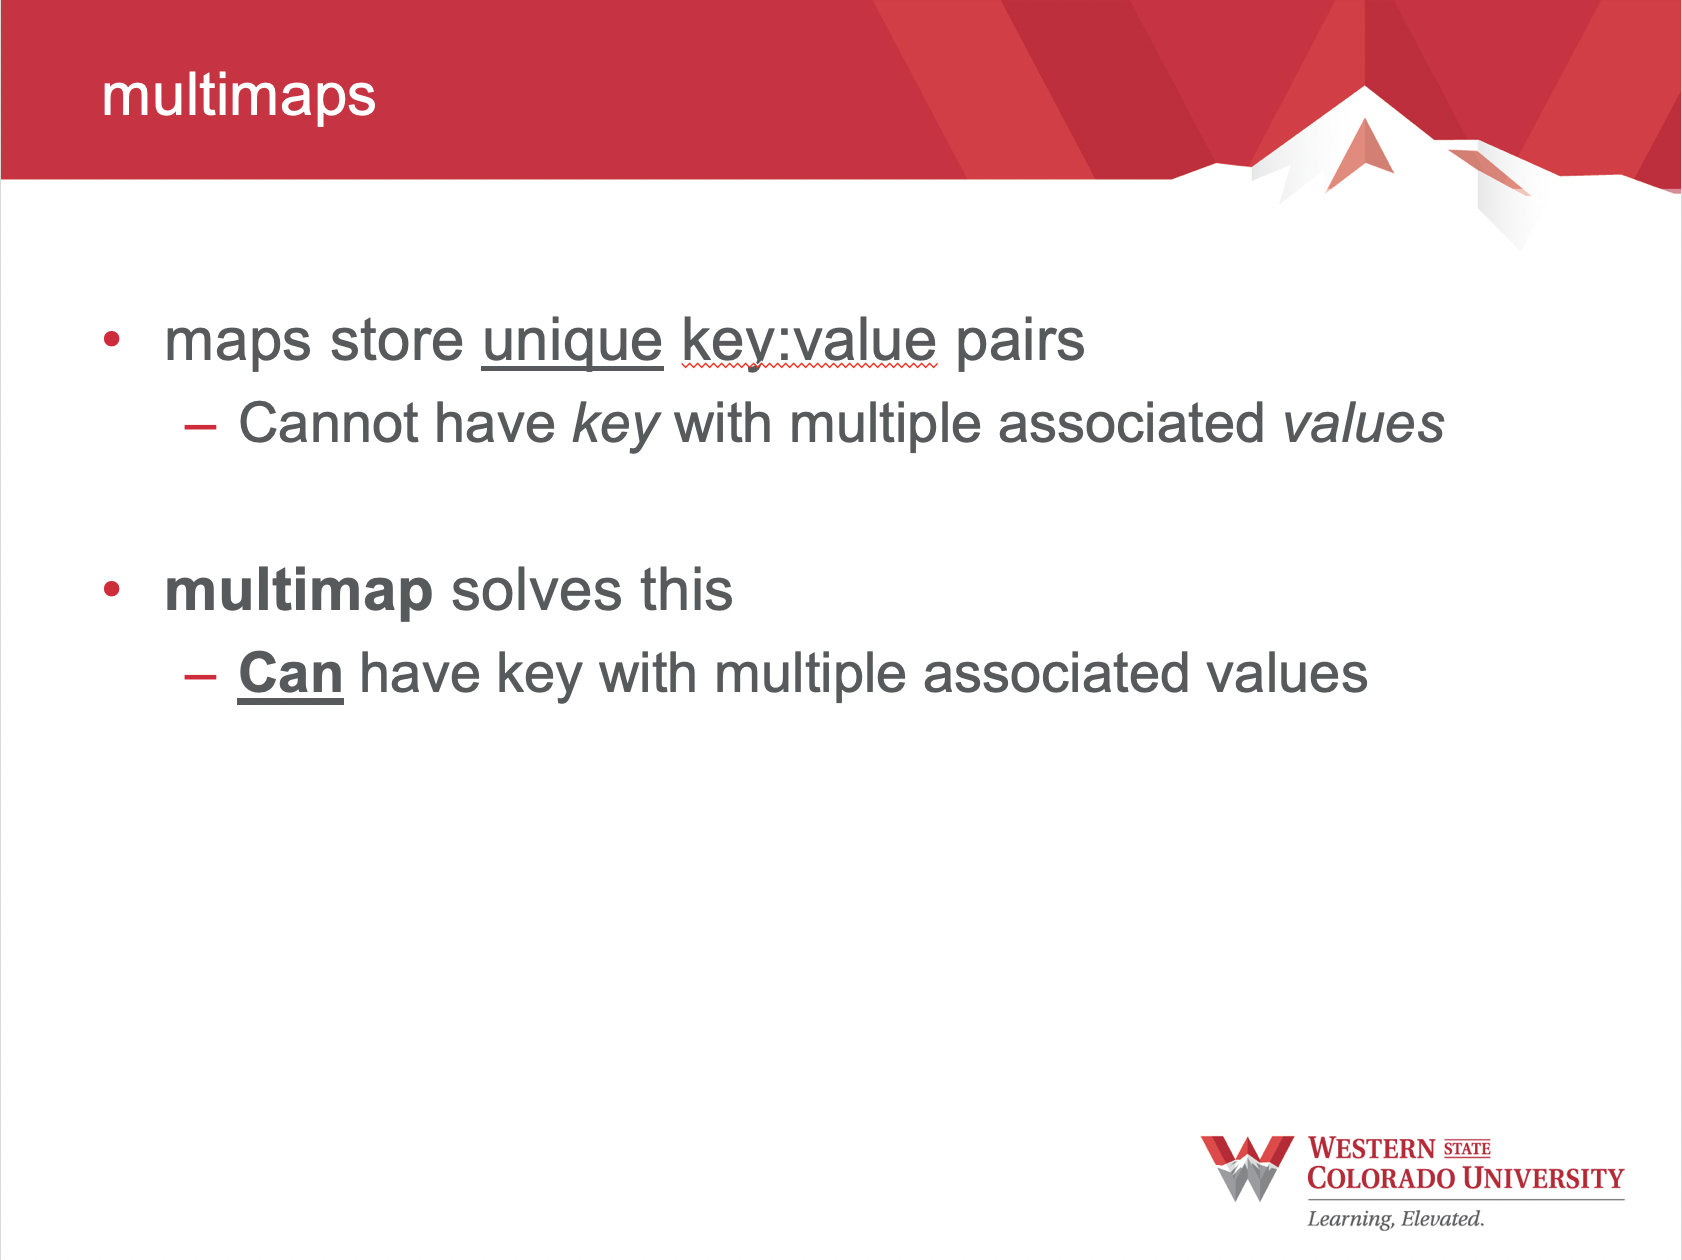 multimaps
• maps store unique key:value pairs
– Cannot have key with multiple associated values
• multimap solves this
– Can have key with multiple associated values
WESTERN STATE
COLORADO UNIVERSITY
Learning, Elevated.